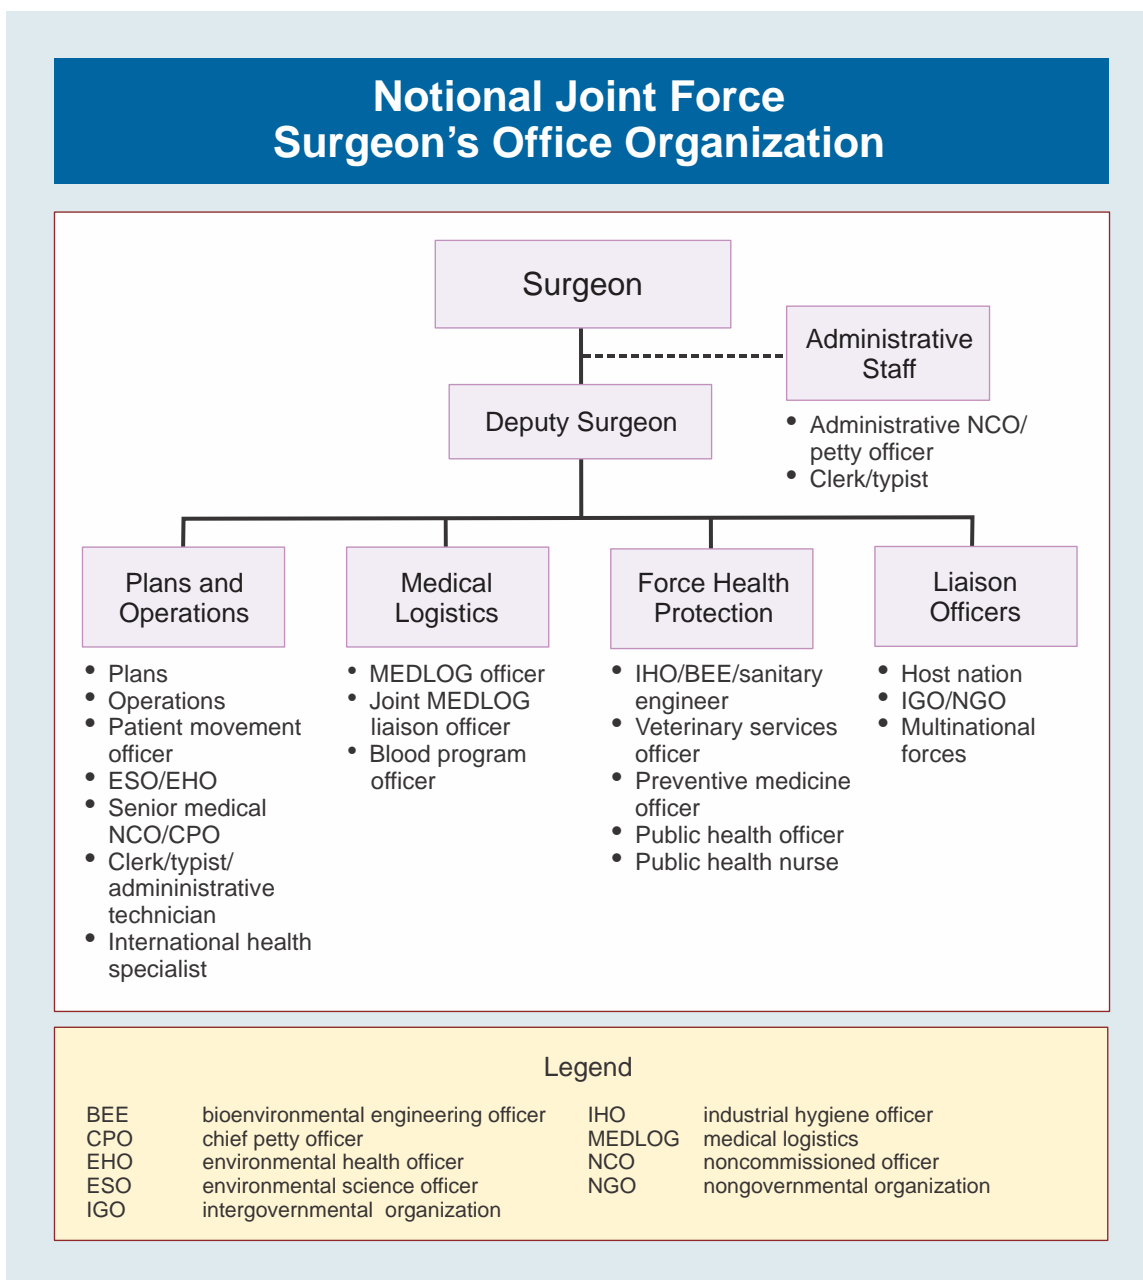 Notional Joint Force
Surgeon's Office Organization
Surgeon
Administrative
Staff
• Administrative NCO/
petty officer
• Clerk/typist
Deputy Surgeon
Plans and
Operations
• Plans
• Operations
• Patient movement
officer
• ESO/EHO
• Senior medical
NCO/CPO
• Clerk/typist/
admininistrative
technician
• International health
specialist
Medical
Logistics
• MEDLOG officer
• Joint MEDLOG
liaison officer
• Blood program
officer
Force Health
Protection
• IHO/BEE/sanitary
engineer
• Veterinary services
officer
• Preventive medicine
officer
• Public health officer
• Public health nurse
Liaison
Officers
• Host nation
• IGO/NGO
• Multinational
forces
Legend
BEE bioenvironmental engineering officer
CPO chief petty officer
EHO environmental health officer
ESO environmental science officer
IGO intergovernmental organization
IHO industrial hygiene officer
MEDLOG medical logistics
NCO noncommissioned officer
NGO nongovernmental organization